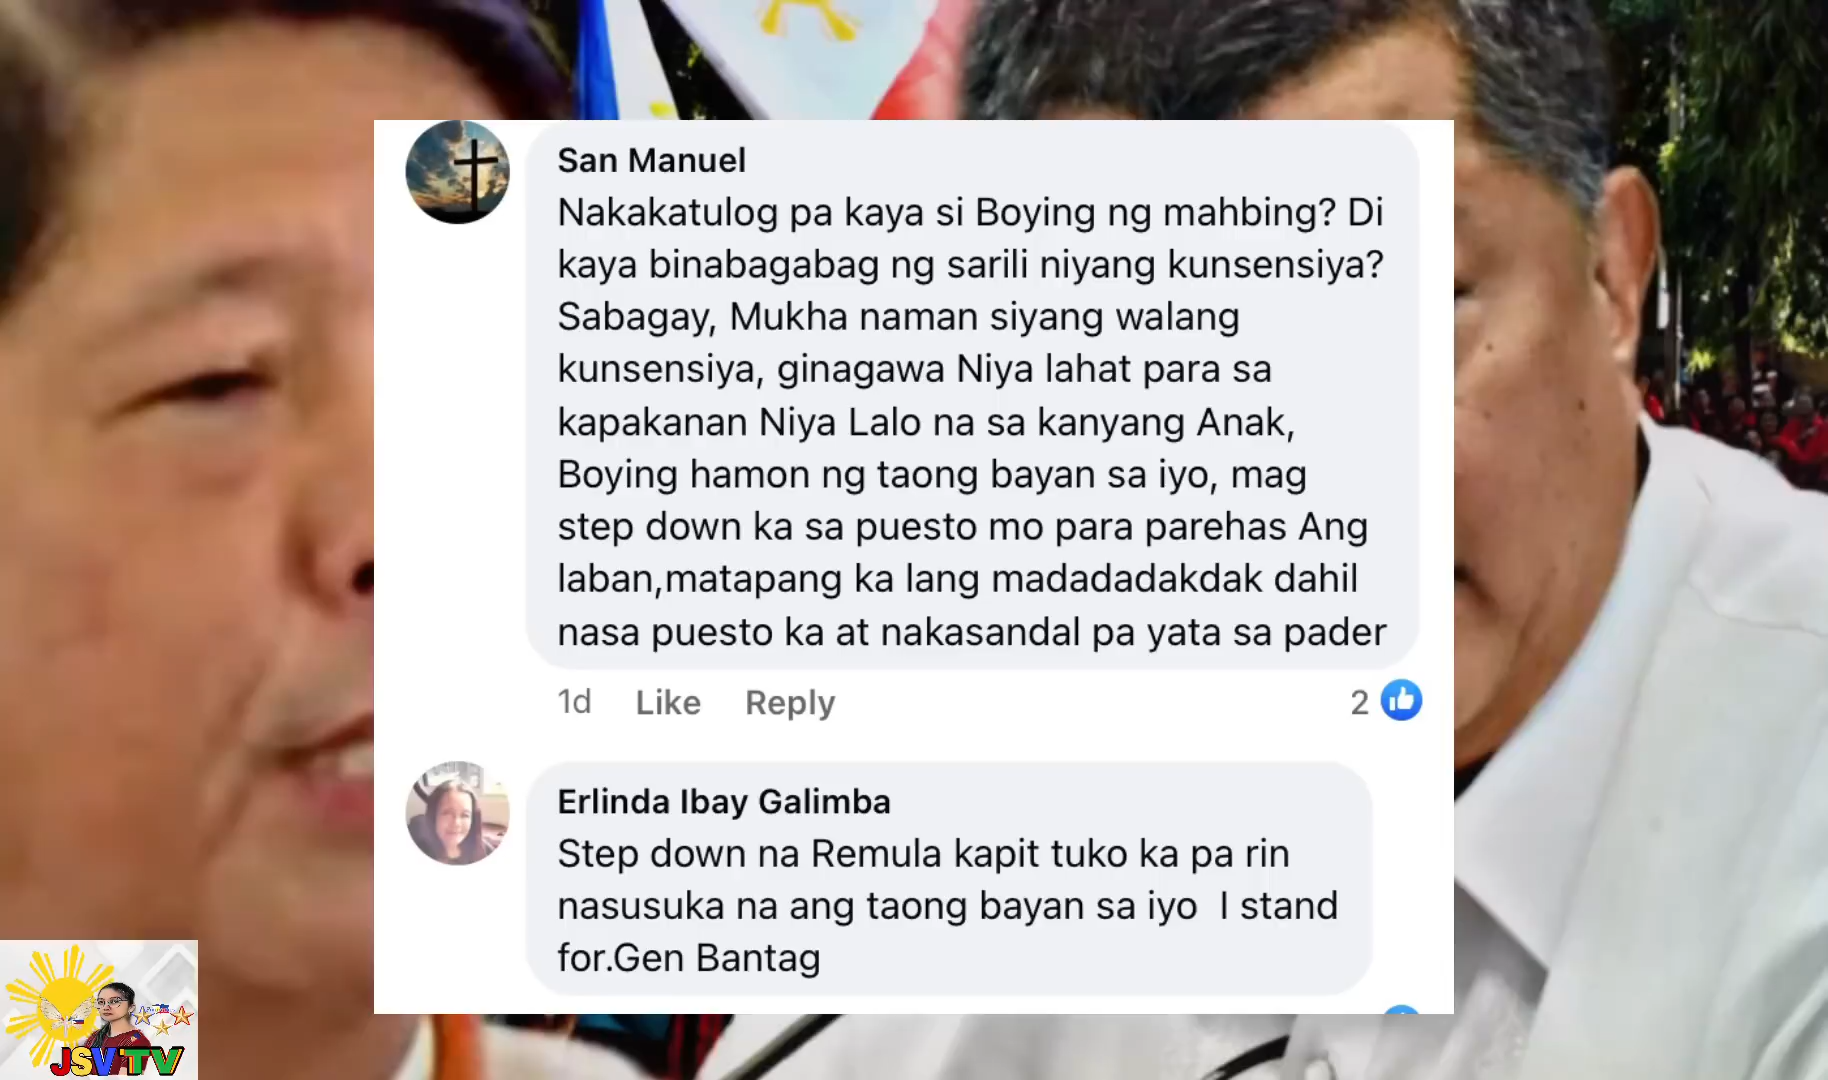 San Manuel
Nakakatulog pa kaya si Boying ng mahbing? Di
kaya binabagabag ng sarili niyang kunsensiya?
Sabagay, Mukha naman siyang walang
kunsensiya, ginagawa Niya lahat para sa
kapakanan Niya Lalo na sa kanyang Anak,
Boying hamon ng taong bayan sa iyo, mag
step down ka sa puesto mo para parehas Ang
laban,matapang ka lang madadadakdak dahil
nasa puesto ka at nakasandal pa yata sa pader
1d Like Reply 2
Erlinda Ibay Galimba
Step down na Remula kapit tuko ka pa rin
nasusuka na ang taong bayan sa iyo  I stand
for.Gen Bantag
JSV TV